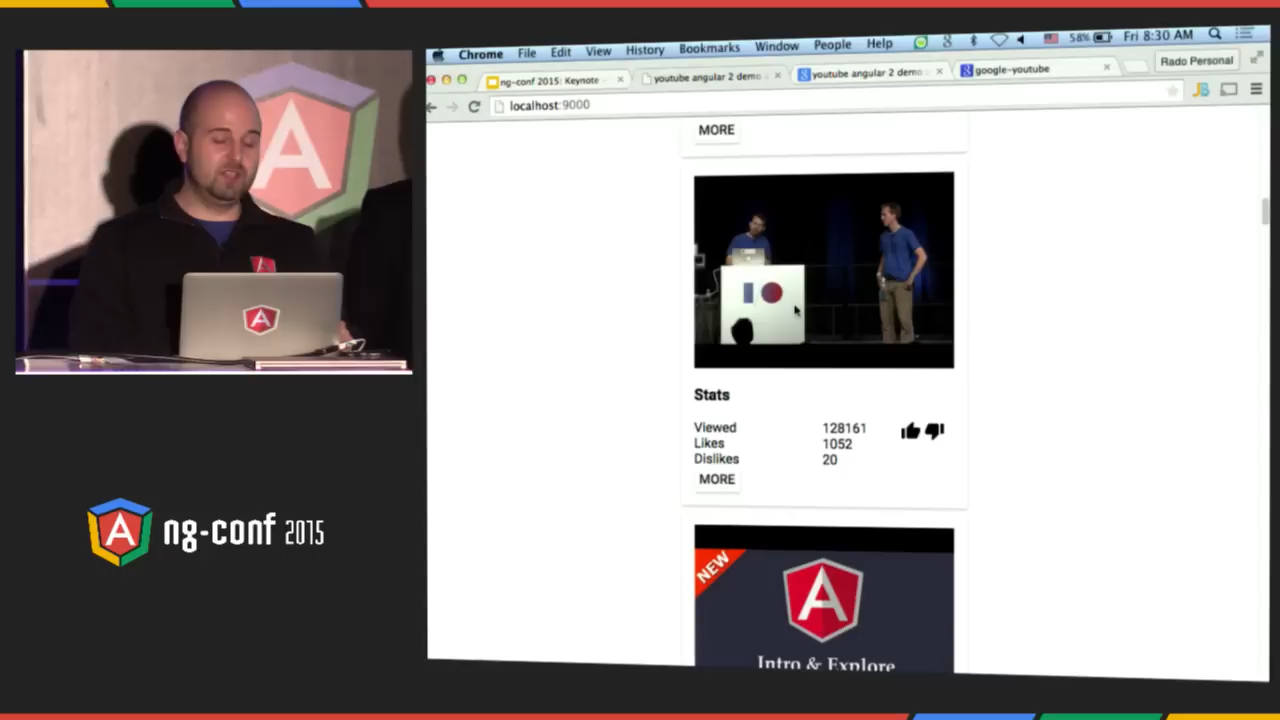 Chrome File Edit View History Bookmarks Window People Help 58% Fri 8:30 AM
ng-conf 2015: Keynote
youtube angular 2 demo
youtube angular 2 demo
google-youtube
Rado Personal
localhost:9000
MORE
I O
Stats
Viewed 128161
Likes 1052
Dislikes 20
MORE
NEW
A
Intro & Explore
A
A
A
ng-conf 2015